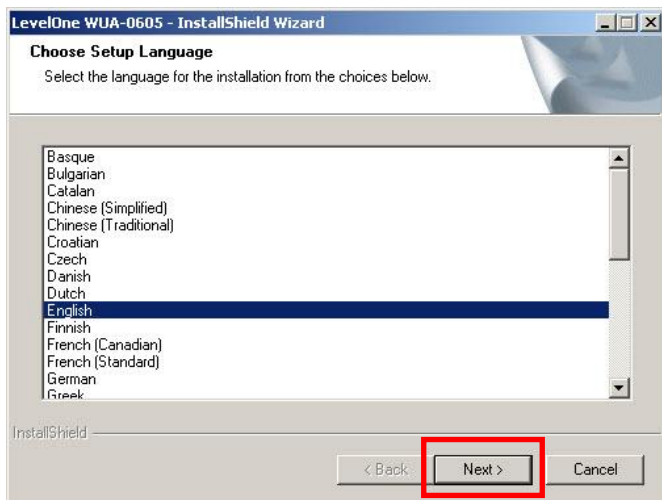 LevelOne WUA-0605 - InstallShield Wizard
Choose Setup Language
Select the language for the installation from the choices below.
Basque
Bulgarian
Catalan
Chinese (Simplified)
Chinese (Traditional)
Croatian
Czech
Danish
Dutch
English
Finnish
French (Canadian)
French (Standard)
German
Greek
InstallShield
< Back Next > Cancel